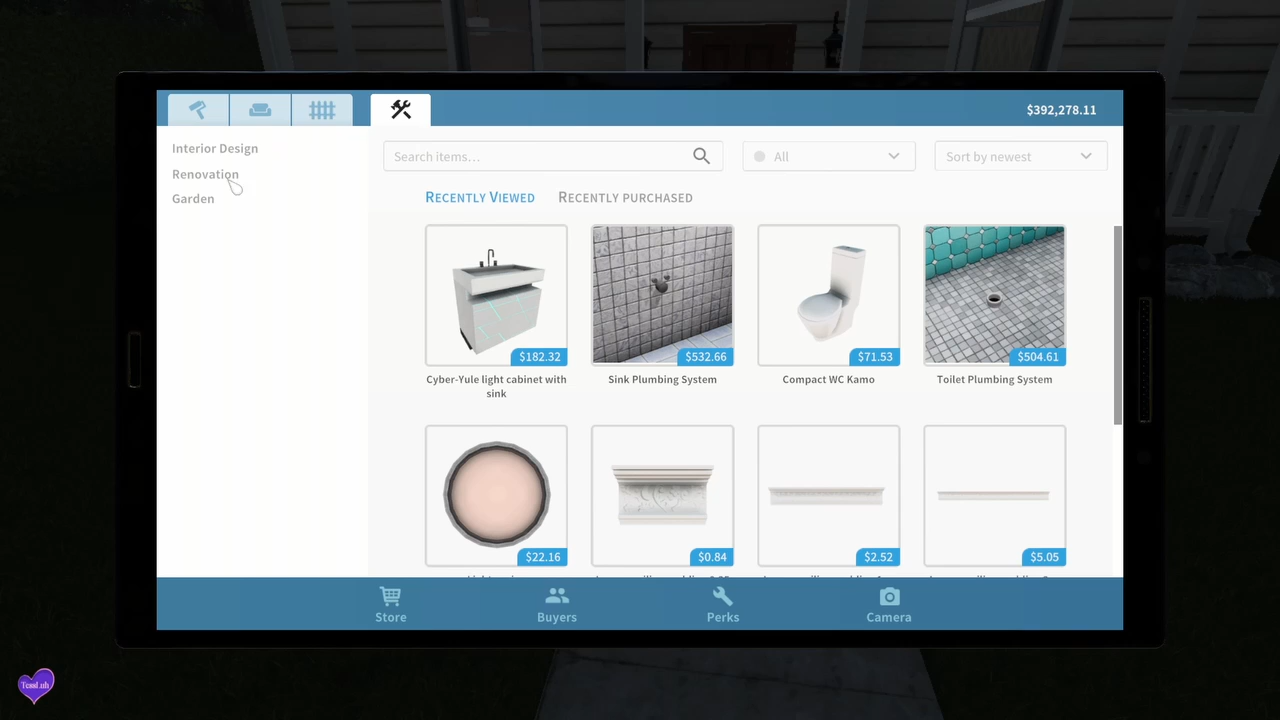 $392,278.11
Interior Design
Renovation
Garden
Search items...
All
Sort by newest
RECENTLY VIEWED
RECENTLY PURCHASED
$182.32
$532.66
$71.53
$504.61
Cyber-Yule light cabinet with
sink
Sink Plumbing System
Compact WC Kamo
Toilet Plumbing System
$22.16
$0.84
$2.52
$5.05
Store
Buyers
Perks
Camera